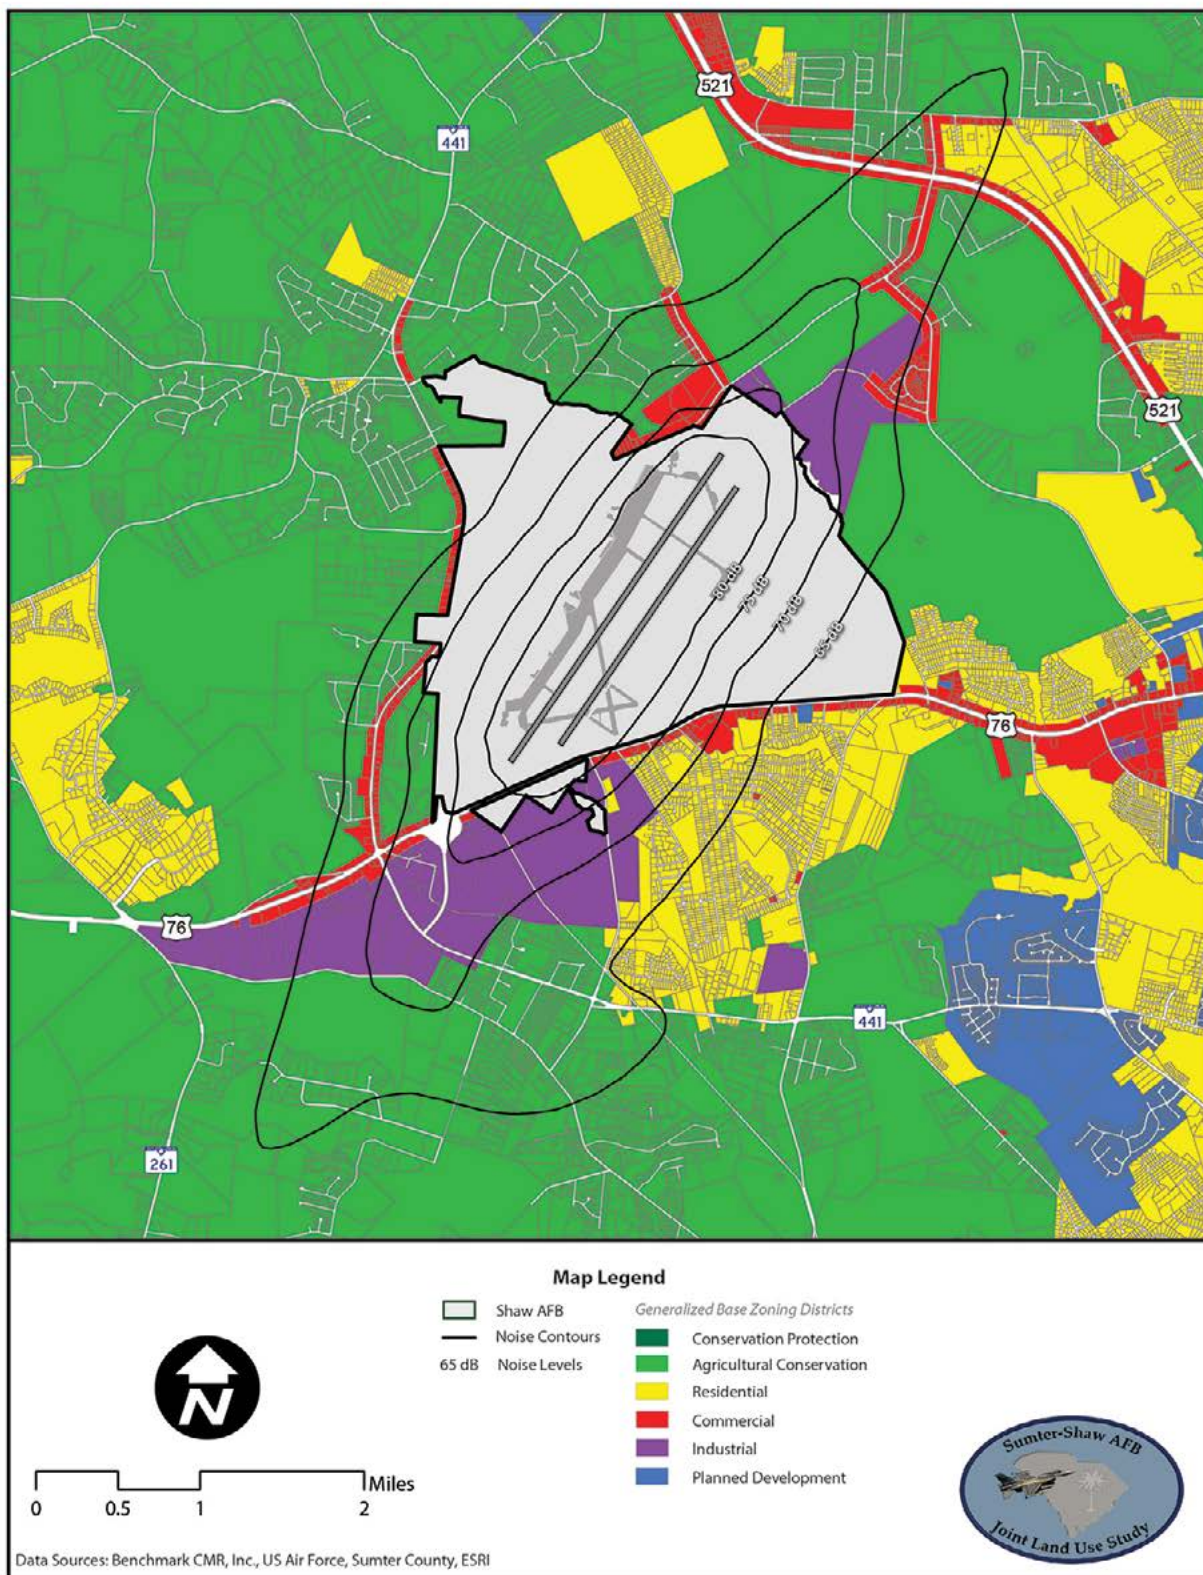 521
441
521
80 dB
75 dB
70 dB
65 dB
76
76
441
261
Map Legend
Shaw AFB
Noise Contours
65 dB Noise Levels
Generalized Base Zoning Districts
Conservation Protection
Agricultural Conservation
Residential
Commercial
Industrial
Planned Development
N
Miles
0 0.5 1 2
Sumter-Shaw AFB
Joint Land Use Study
Data Sources: Benchmark CMR, Inc., US Air Force, Sumter County, ESRI